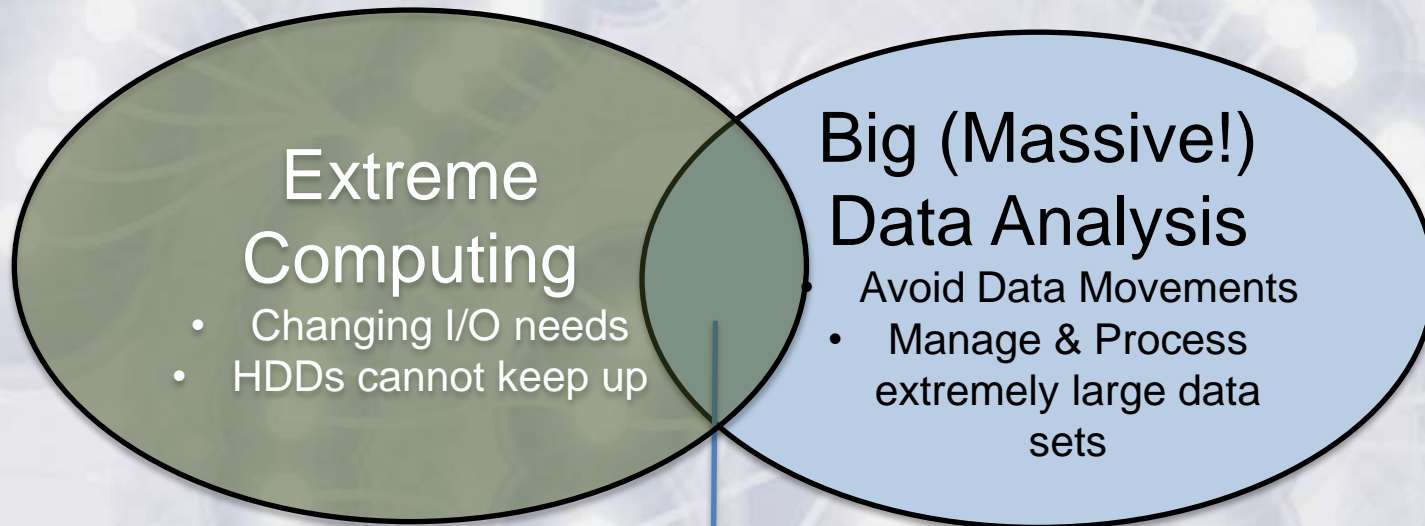 Extreme
Computing
• Changing I/O needs
• HDDs cannot keep up
Big (Massive!)
Data Analysis
• Avoid Data Movements
• Manage & Process
extremely large data
sets